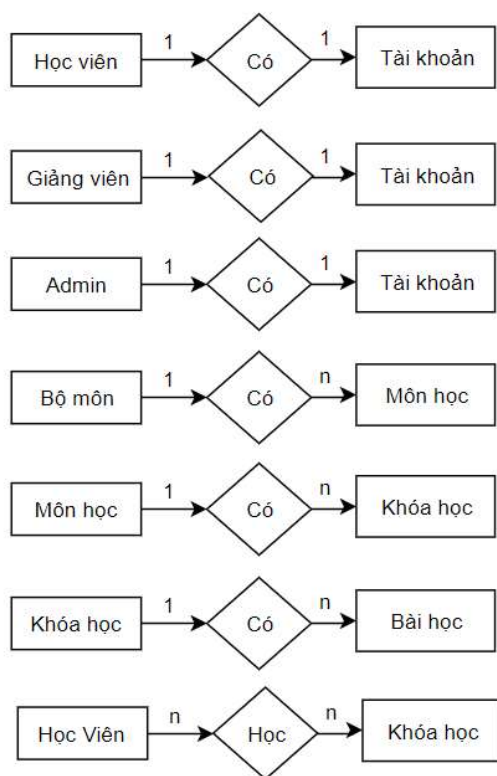 Học viên 1 Có 1 Tài khoản
Giảng viên 1 Có 1 Tài khoản
Admin 1 Có 1 Tài khoản
Bộ môn 1 Có n Môn học
Môn học 1 Có n Khóa học
Khóa học 1 Có n Bài học
Học Viên n Học n Khóa học